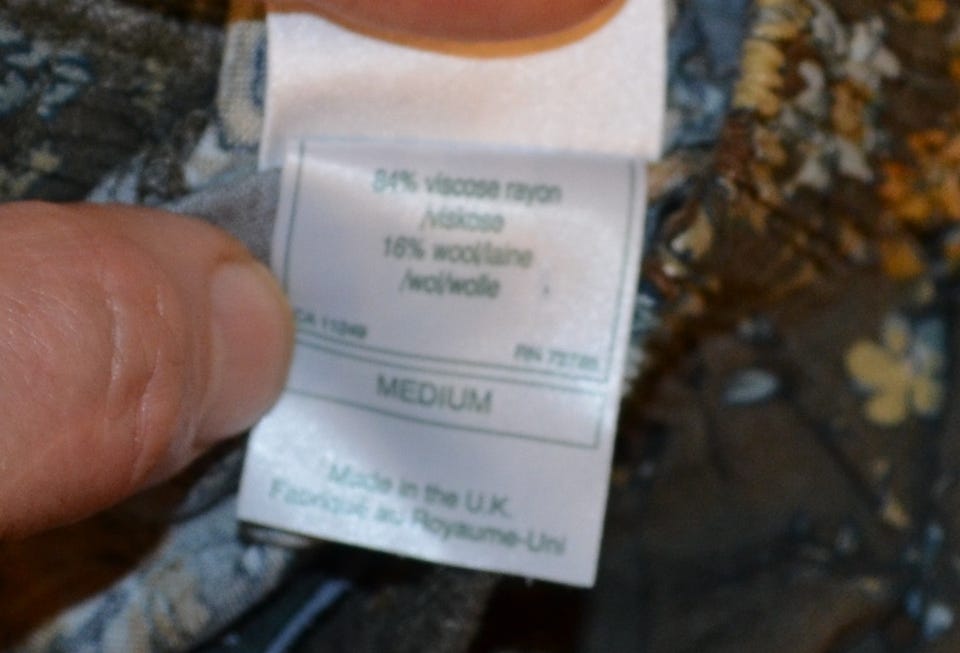 84% viscose rayon
/viskose
16% wool/laine
/wol/wolle
CA 11249
RN 73785
MEDIUM
Made in the U.K.
Fabriqué au Royaume-Uni